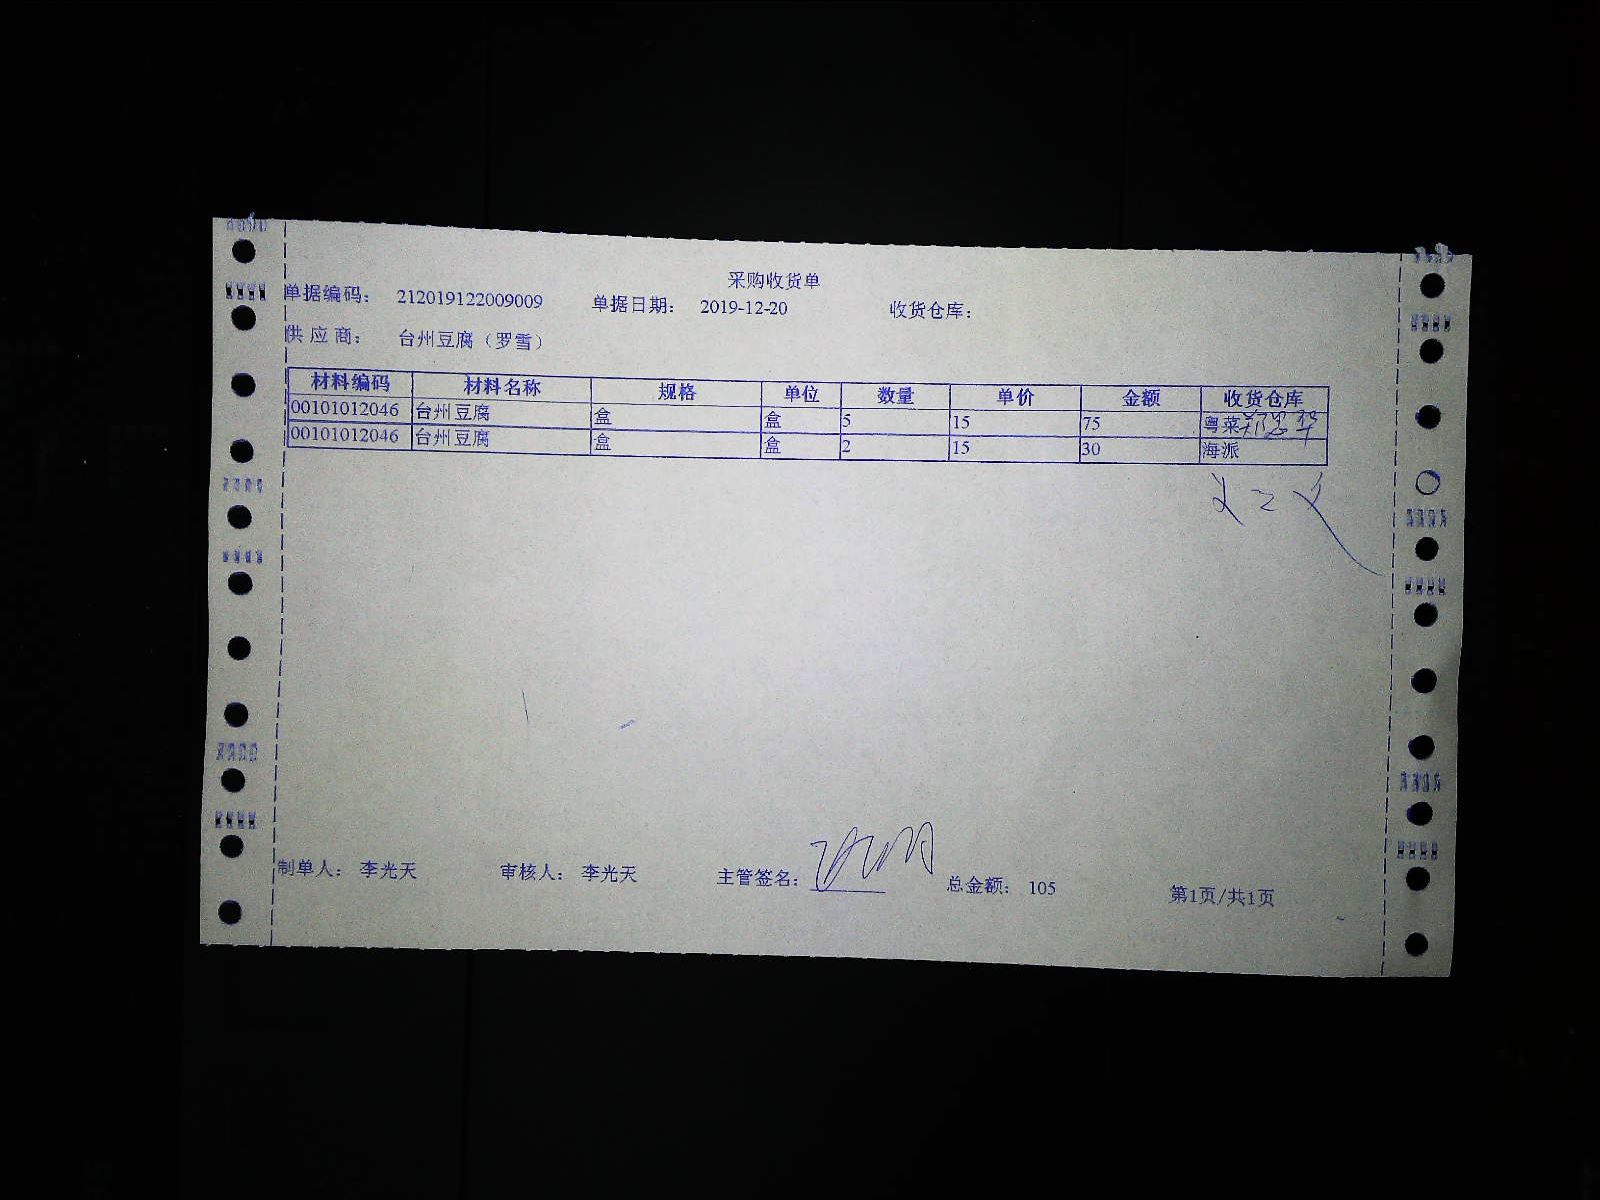 采购收货单
单据编码： 212019122009009 单据日期： 2019-12-20 收货仓库：
供应商： 台州豆腐（罗雪）
材料编码 材料名称 规格 单位 数量 单价 金额 收货仓库
00101012046 台州豆腐 盒 盒 5 15 75 粤菜
00101012046 台州豆腐 盒 盒 2 15 30 海派
制单人： 李光天 审核人： 李光天 主管签名： 总金额： 105 第1页/共1页